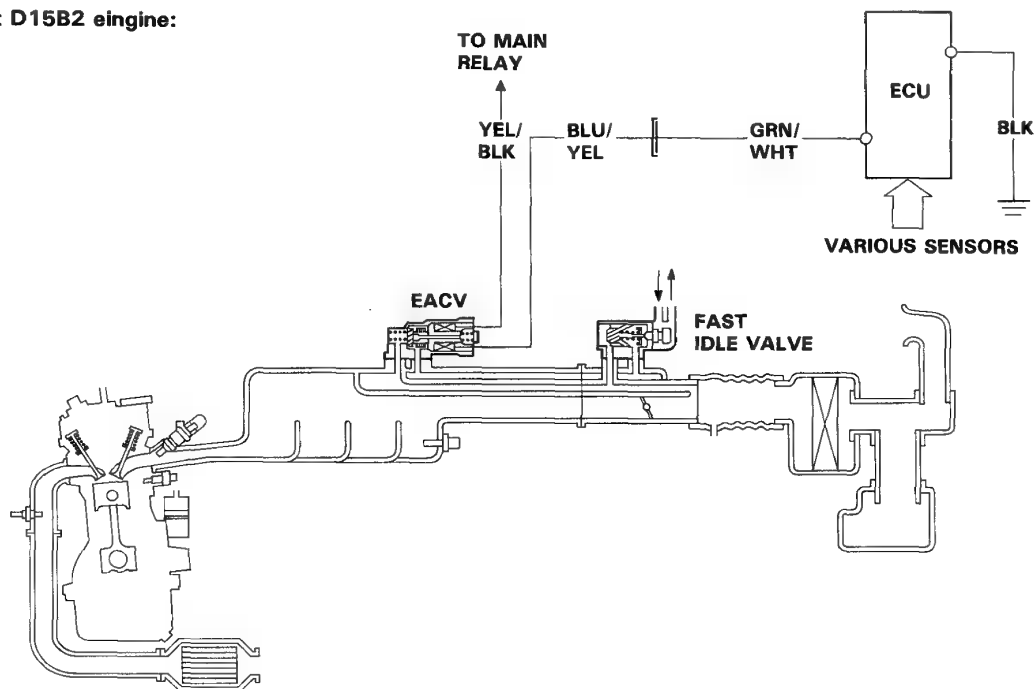 : D15B2 eingine:
TO MAIN
RELAY
ECU
YEL/
BLK
BLU/
YEL
GRN/
WHT
BLK
VARIOUS SENSORS
EACV
FAST
IDLE VALVE